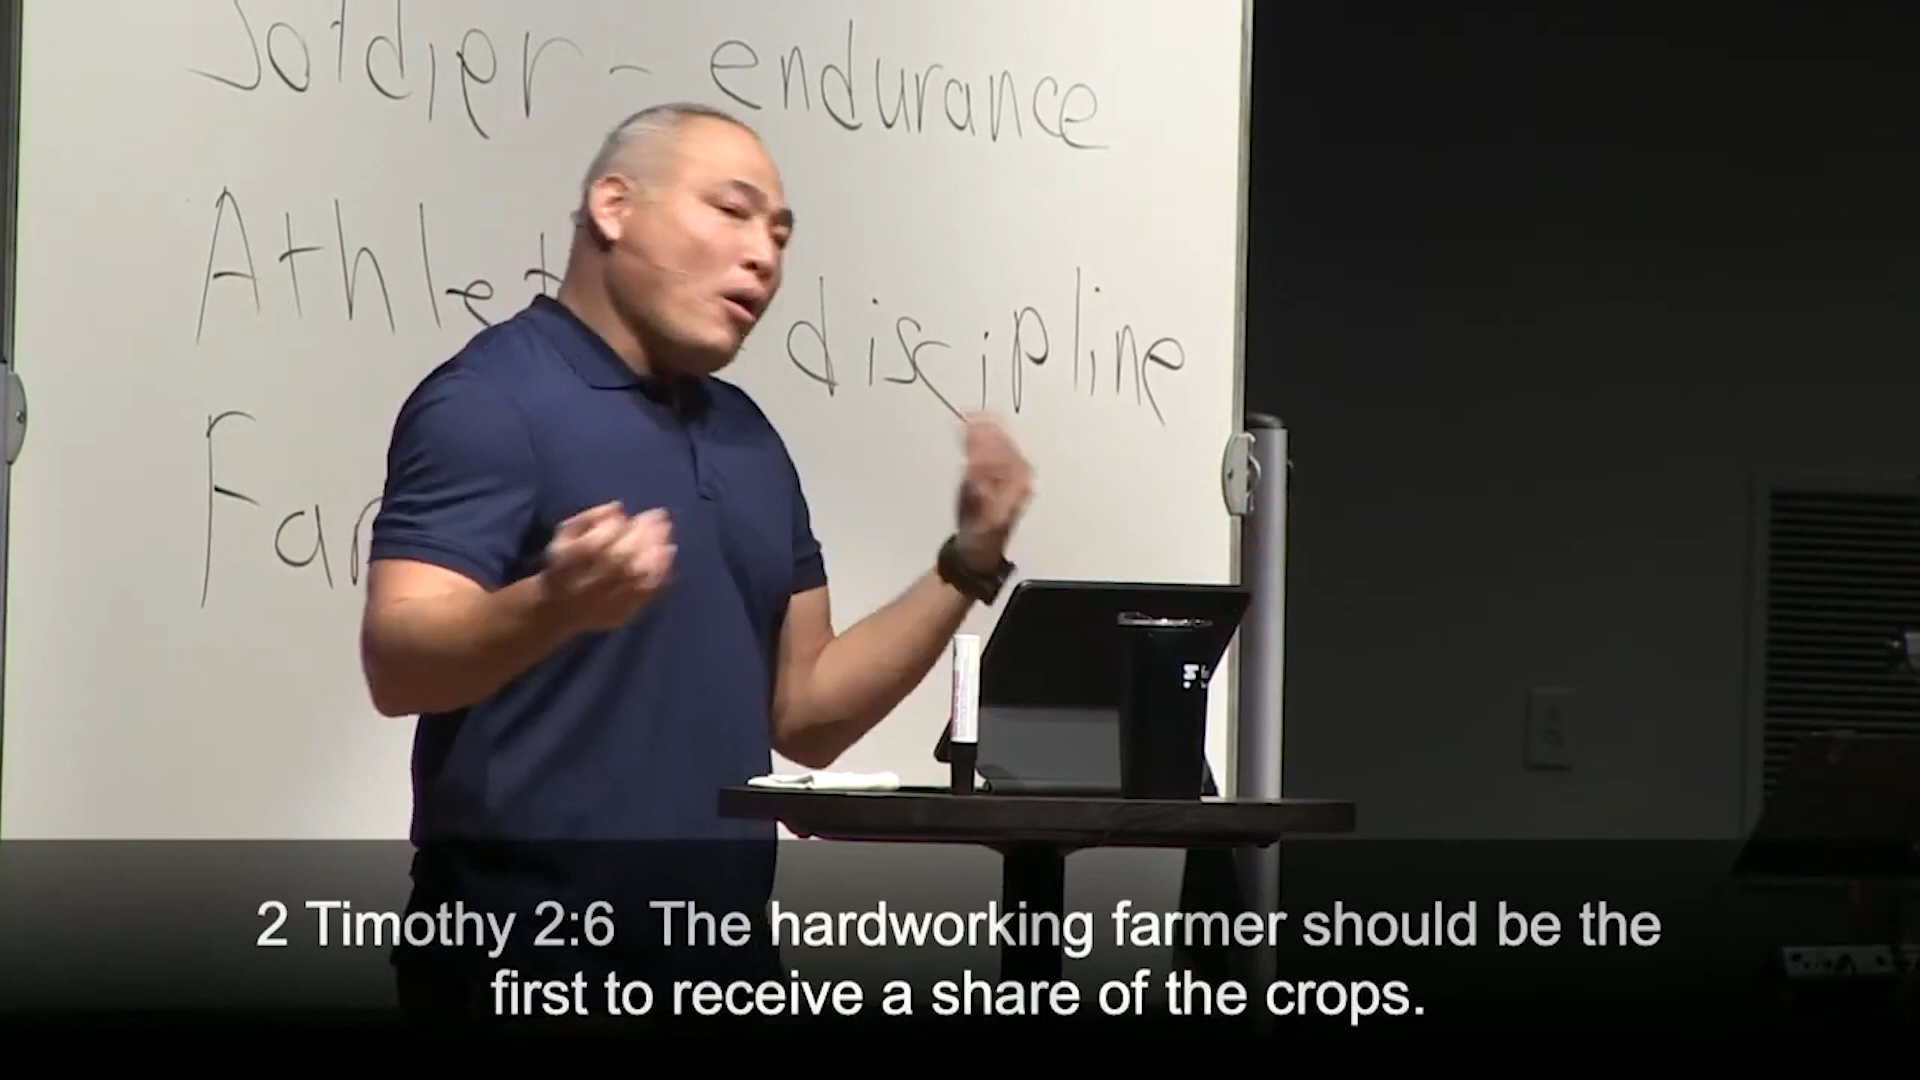 Soldier - endurance
Athlet discipline
Far
2 Timothy 2:6 The hardworking farmer should be the
first to receive a share of the crops.